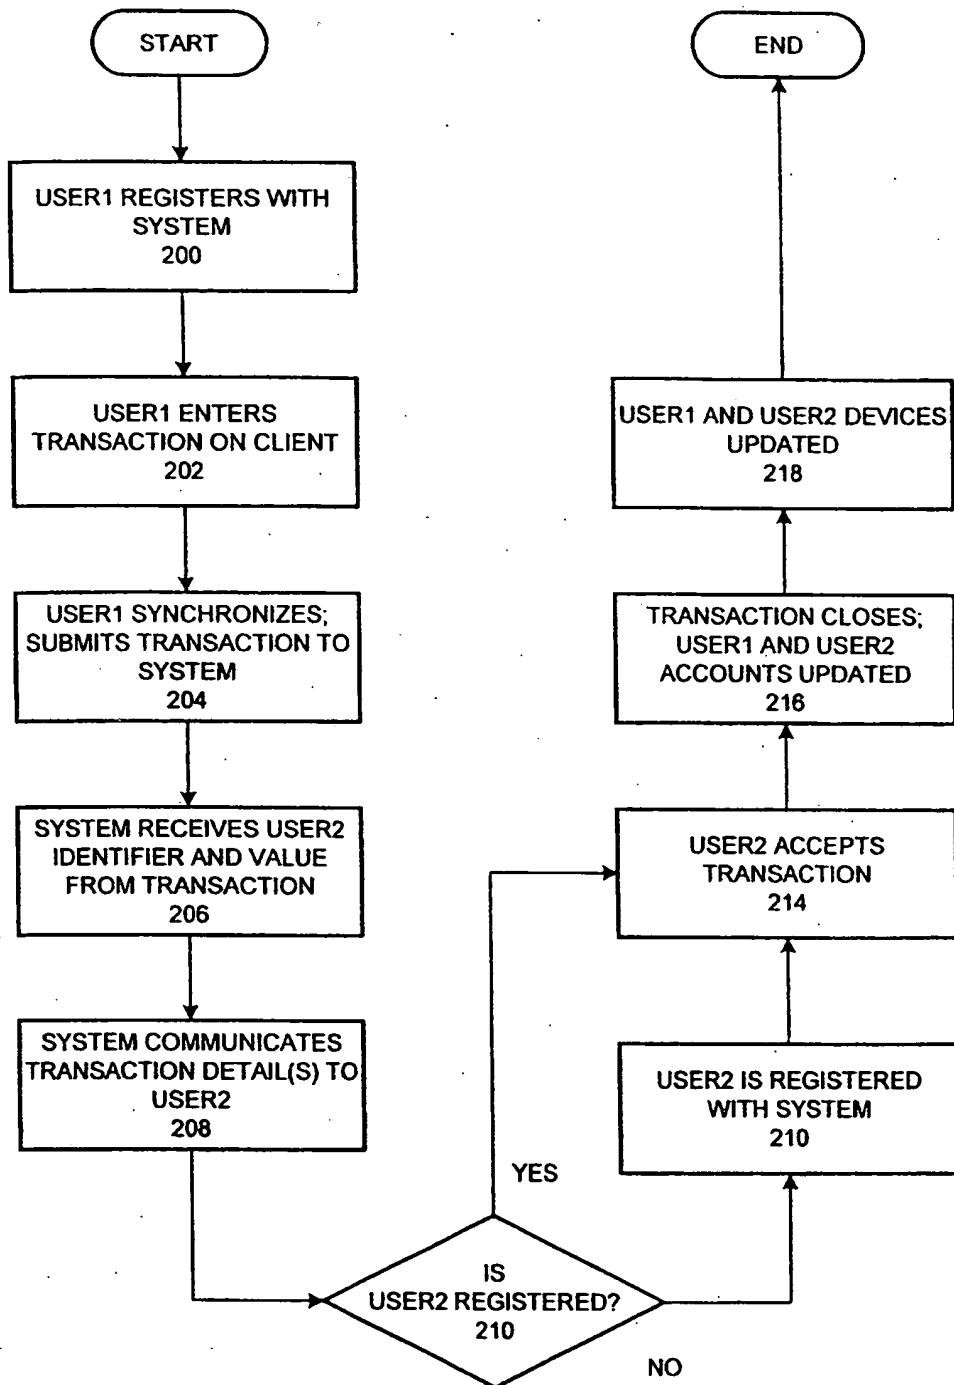 START
USER1 REGISTERS WITH
SYSTEM
200
USER1 ENTERS
TRANSACTION ON CLIENT
202
USER1 SYNCHRONIZES;
SUBMITS TRANSACTION TO
SYSTEM
204
SYSTEM RECEIVES USER2
IDENTIFIER AND VALUE
FROM TRANSACTION
206
SYSTEM COMMUNICATES
TRANSACTION DETAIL(S) TO
USER2
208
IS
USER2 REGISTERED?
210
YES
NO
USER2 IS REGISTERED
WITH SYSTEM
210
USER2 ACCEPTS
TRANSACTION
214
TRANSACTION CLOSES;
USER1 AND USER2
ACCOUNTS UPDATED
216
USER1 AND USER2 DEVICES
UPDATED
218
END